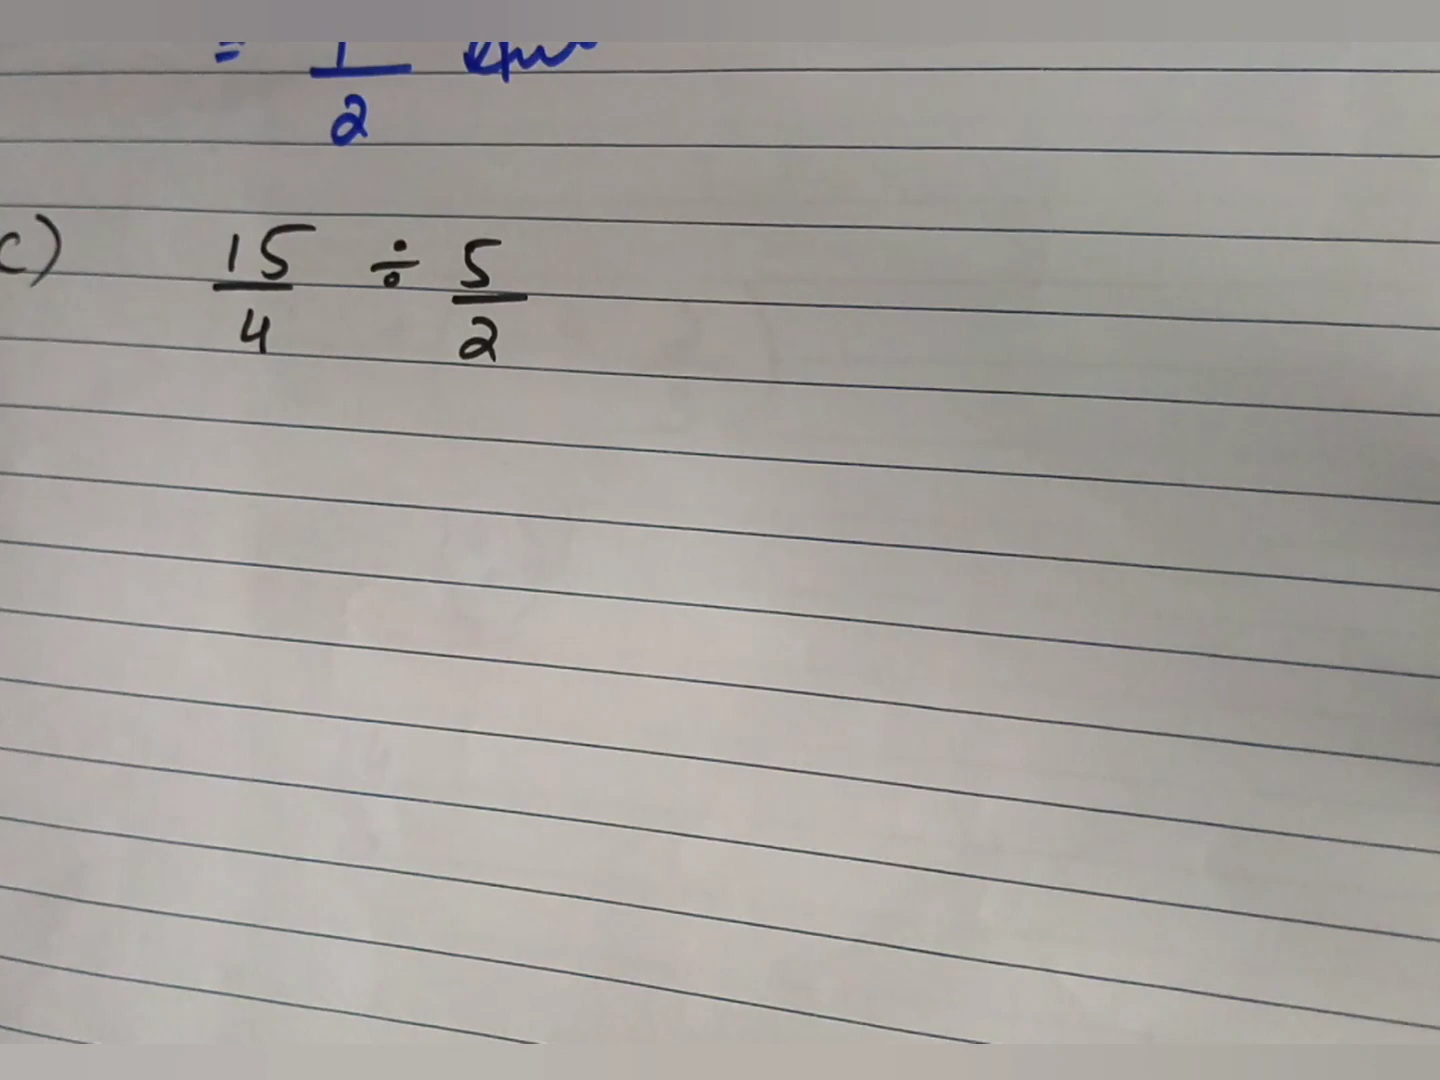 = 1/2
c) 15/4 ÷ 5/2